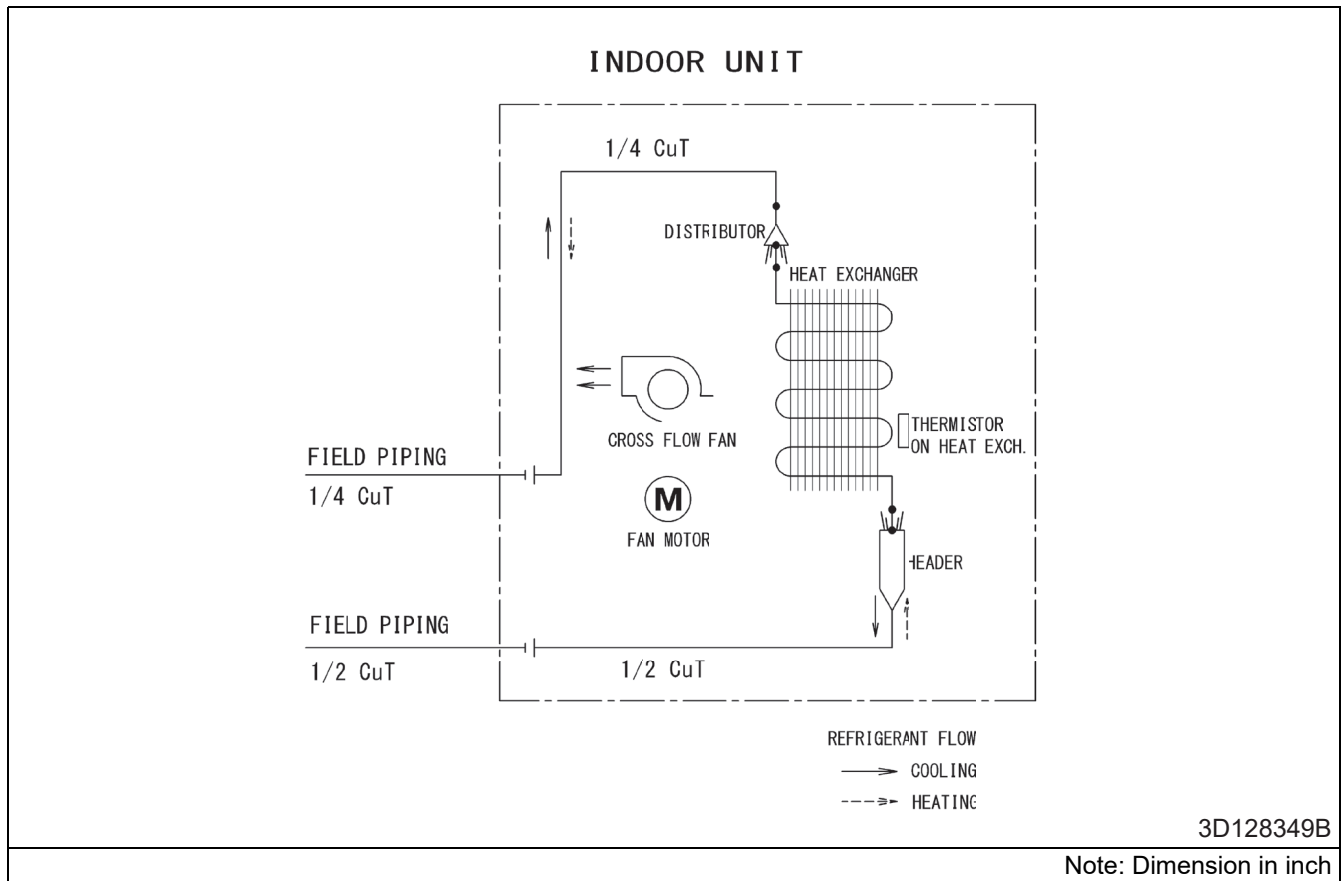 INDOOR UNIT
1/4 CuT
DISTRIBUTOR
HEAT EXCHANGER
THERMISTOR
ON HEAT EXCH.
CROSS FLOW FAN
FIELD PIPING
1/4 CuT
M
FAN MOTOR
HEADER
FIELD PIPING
1/2 CuT
1/2 CuT
REFRIGERANT FLOW
COOLING
HEATING
3D128349B
Note: Dimension in inch